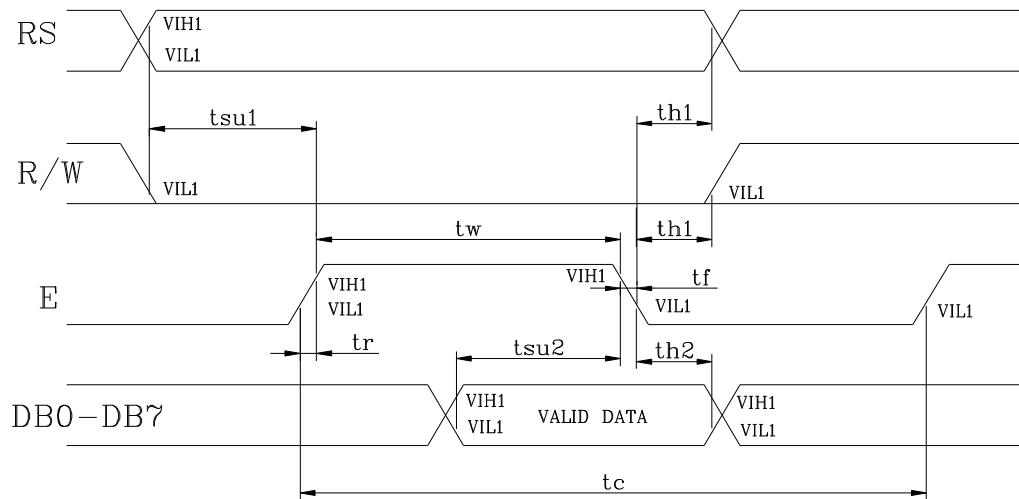 RS
VIH1
VIL1
tsu1
th1
R/W
VIL1
VIL1
tw
th1
E
VIH1
VIL1
VIH1
tf
VIL1
VIL1
tr
tsu2
th2
DB0-DB7
VIH1
VIL1
VALID DATA
VIH1
VIL1
tc